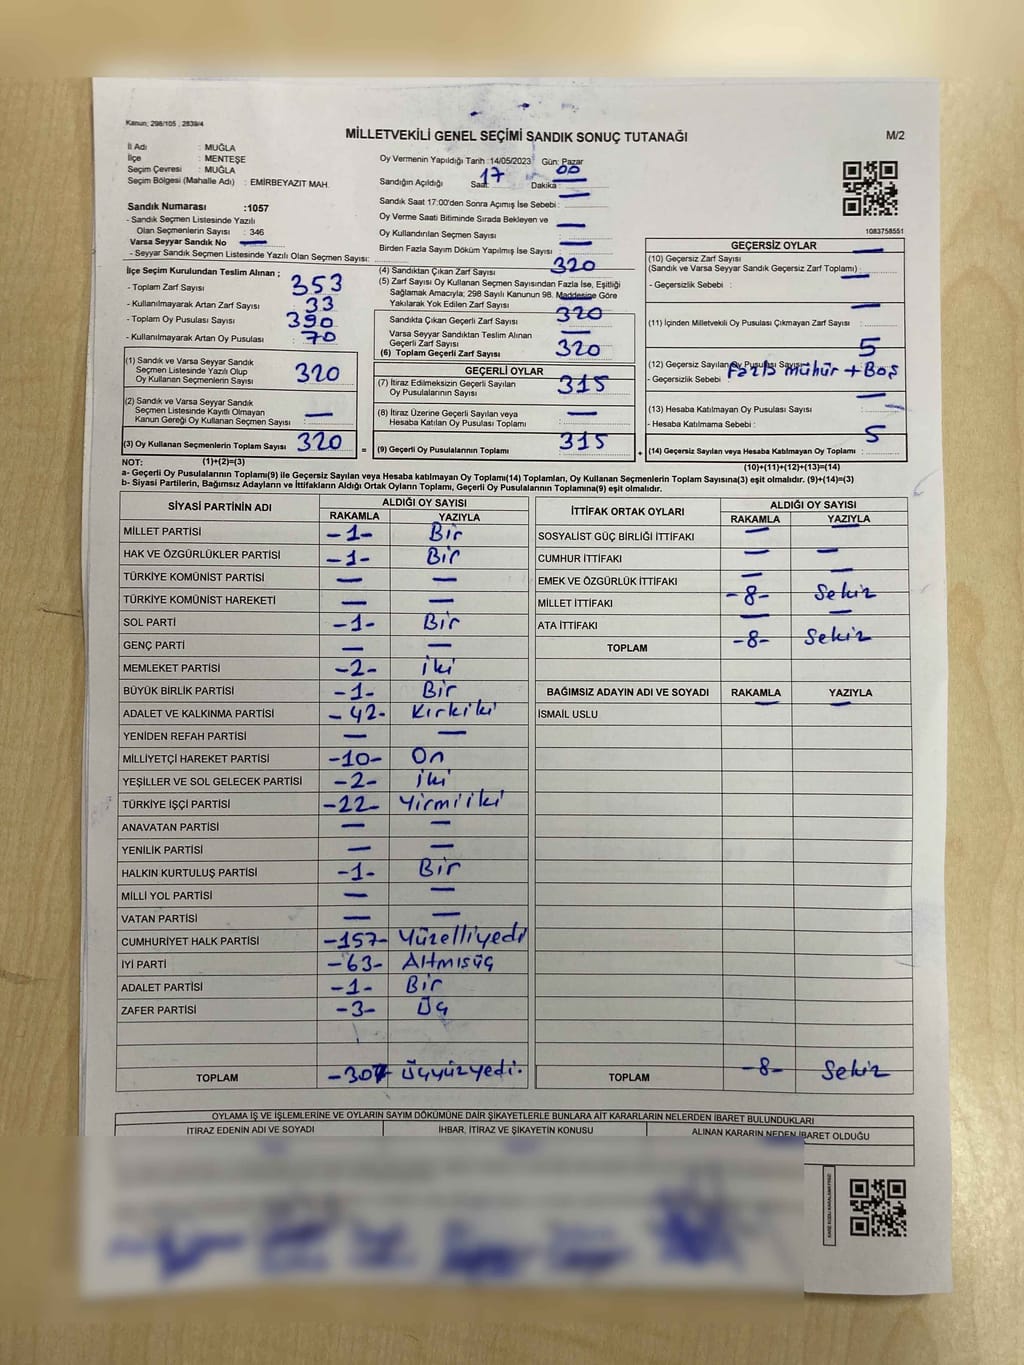 Kanun; 298/105 , 2839/4
MİLLETVEKİLİ GENEL SEÇİMİ SANDIK SONUÇ TUTANAĞI
M/2
İl Adı : MUĞLA
İlçe : MENTEŞE
Seçim Çevresi : MUĞLA
Seçim Bölgesi (Mahalle Adı) : EMİRBEYAZIT MAH.
Sandık Numarası :1057
- Sandık Seçmen Listesinde Yazılı
Olan Seçmenlerin Sayısı : 346
Varsa Seyyar Sandık No —
- Seyyar Sandık Seçmen Listesinde Yazılı Olan Seçmen Sayısı:
Oy Vermenin Yapıldığı Tarih :14/05/2023 Gün: Pazar
Sandığın Açıldığı Saat: 17 Dakika 00
Sandık Saat 17:00'den Sonra Açımış İse Sebebi : —
Oy Verme Saati Bitiminde Sırada Bekleyen ve
Oy Kullandırılan Seçmen Sayısı —
Birden Fazla Sayım Döküm Yapılmış İse Sayısı : —
1083758551
İlçe Seçim Kurulundan Teslim Alınan ;
- Toplam Zarf Sayısı 353
- Kullanılmayarak Artan Zarf Sayısı 33
- Toplam Oy Pusulası Sayısı 390
- Kullanılmayarak Artan Oy Pusulası 70
(1) Sandık ve Varsa Seyyar Sandık
Seçmen Listesinde Yazılı Olup
Oy Kullanan Seçmenlerin Sayısı 320
(2) Sandık ve Varsa Seyyar Sandık
Seçmen Listesinde Kayıtlı Olmayan
Kanun Gereği Oy Kullanan Seçmen Sayısı —
(3) Oy Kullanan Seçmenlerin Toplam Sayısı 320
(4) Sandıktan Çıkan Zarf Sayısı 320
(5) Zarf Sayısı Oy Kullanan Seçmen Sayısından Fazla İse, Eşitliği
Sağlamak Amacıyla; 298 Sayılı Kanunun 98. Maddesine Göre
Yakılarak Yok Edilen Zarf Sayısı —
Sandıkta Çıkan Geçerli Zarf Sayısı 320
Varsa Seyyar Sandıktan Teslim Alınan
Geçerli Zarf Sayısı —
(6) Toplam Geçerli Zarf Sayısı 320
GEÇERLİ OYLAR
(7) İtiraz Edilmeksizin Geçerli Sayılan
Oy Pusulalarının Sayısı 315
(8) İtiraz Üzerine Geçerli Sayılan veya
Hesaba Katılan Oy Pusulası Toplamı —
= (9) Geçerli Oy Pusulalarının Toplamı 315
GEÇERSİZ OYLAR
(10) Geçersiz Zarf Sayısı —
(Sandık ve Varsa Seyyar Sandık Geçersiz Zarf Toplamı) :
- Geçersizlik Sebebi : —
(11) İçinden Milletvekili Oy Pusulası Çıkmayan Zarf Sayısı : —
(12) Geçersiz Sayılan Oy Pusulası Sayısı 5
- Geçersizlik Sebebi Fazla mühür + Boş
(13) Hesaba Katılmayan Oy Pusulası Sayısı —
- Hesaba Katılmama Sebebi :
+ (14) Geçersiz Sayılan veya Hesaba Katılmayan Oy Toplamı 5
NOT: (1)+(2)=(3)
(10)+(11)+(12)+(13)=(14)
a- Geçerli Oy Pusulalarının Toplamı(9) ile Geçersiz Sayılan veya Hesaba katılmayan Oy Toplamı(14) Toplamları, Oy Kullanan Seçmenlerin Toplam Sayısına(3) eşit olmalıdır. (9)+(14)=(3)
b- Siyasi Partilerin, Bağımsız Adayların ve İttifakların Aldığı Ortak Oyların Toplamı, Geçerli Oy Pusulalarının Toplamına(9) eşit olmalıdır.
SİYASİ PARTİNİN ADI ALDIĞI OY SAYISI
RAKAMLA YAZIYLA
MİLLET PARTİSİ -1- Bir
HAK VE ÖZGÜRLÜKLER PARTİSİ -1- Bir
TÜRKİYE KOMÜNİST PARTİSİ — —
TÜRKİYE KOMÜNİST HAREKETİ — —
SOL PARTİ -1- Bir
GENÇ PARTİ — —
MEMLEKET PARTİSİ -2- iki
BÜYÜK BİRLİK PARTİSİ -1- Bir
ADALET VE KALKINMA PARTİSİ -42- Kırkiki
YENİDEN REFAH PARTİSİ — —
MİLLİYETÇİ HAREKET PARTİSİ -10- On
YEŞİLLER VE SOL GELECEK PARTİSİ -2- iki
TÜRKİYE İŞÇİ PARTİSİ -22- Yirmiiki
ANAVATAN PARTİSİ — —
YENİLİK PARTİSİ — —
HALKIN KURTULUŞ PARTİSİ -1- Bir
MİLLİ YOL PARTİSİ — —
VATAN PARTİSİ — —
CUMHURİYET HALK PARTİSİ -157- Yüzelliyedi
İYİ PARTİ -63- Altmışüç
ADALET PARTİSİ -1- Bir
ZAFER PARTİSİ -3- Üç
TOPLAM -307- Üçyüzyedi.
İTTİFAK ORTAK OYLARI ALDIĞI OY SAYISI
RAKAMLA YAZIYLA
SOSYALİST GÜÇ BİRLİĞİ İTTİFAKI — —
CUMHUR İTTİFAKI — —
EMEK VE ÖZGÜRLÜK İTTİFAKI — —
MİLLET İTTİFAKI -8- Sekiz
ATA İTTİFAKI — —
TOPLAM -8- Sekiz
BAĞIMSIZ ADAYIN ADI VE SOYADI RAKAMLA YAZIYLA
İSMAİL USLU — —
TOPLAM -8- Sekiz
OYLAMA İŞ VE İŞLEMLERİNE VE OYLARIN SAYIM DÖKÜMÜNE DAİR ŞİKAYETLERLE BUNLARA AİT KARARLARIN NELERDEN İBARET BULUNDUKLARI
İTİRAZ EDENİN ADI VE SOYADI İHBAR, İTİRAZ VE ŞİKAYETİN KONUSU ALINAN KARARIN NEDEN İBARET OLDUĞU